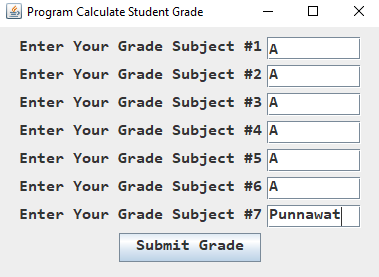 Program Calculate Student Grade
Enter Your Grade Subject #1 A
Enter Your Grade Subject #2 A
Enter Your Grade Subject #3 A
Enter Your Grade Subject #4 A
Enter Your Grade Subject #5 A
Enter Your Grade Subject #6 A
Enter Your Grade Subject #7 Punnawat
Submit Grade